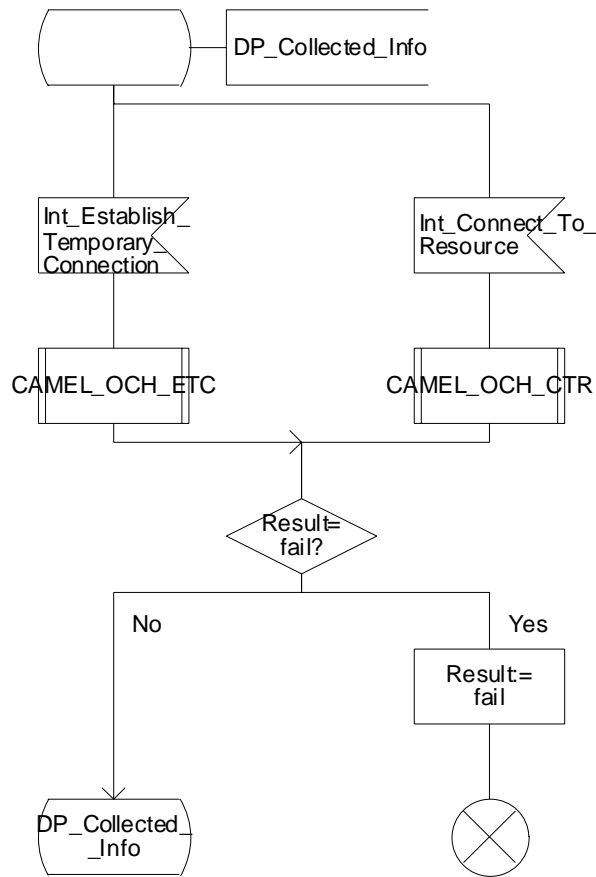 DP_Collected_Info
Int_Establish_
Temporary_
Connection
Int_Connect_To_
Resource
CAMEL_OCH_ETC
CAMEL_OCH_CTR
Result=
fail?
No
Yes
Result:=
fail
DP_Collected_
_Info